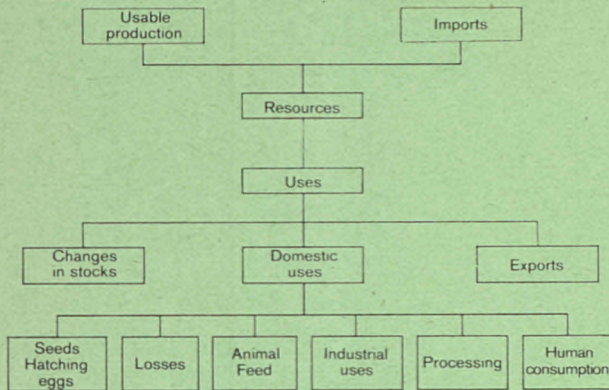 Usable
production
Imports
Resources
Uses
Changes
in stocks
Domestic
uses
Exports
Seeds
Hatching
eggs
Losses
Animal
Feed
Industrial
uses
Processing
Human
consumption